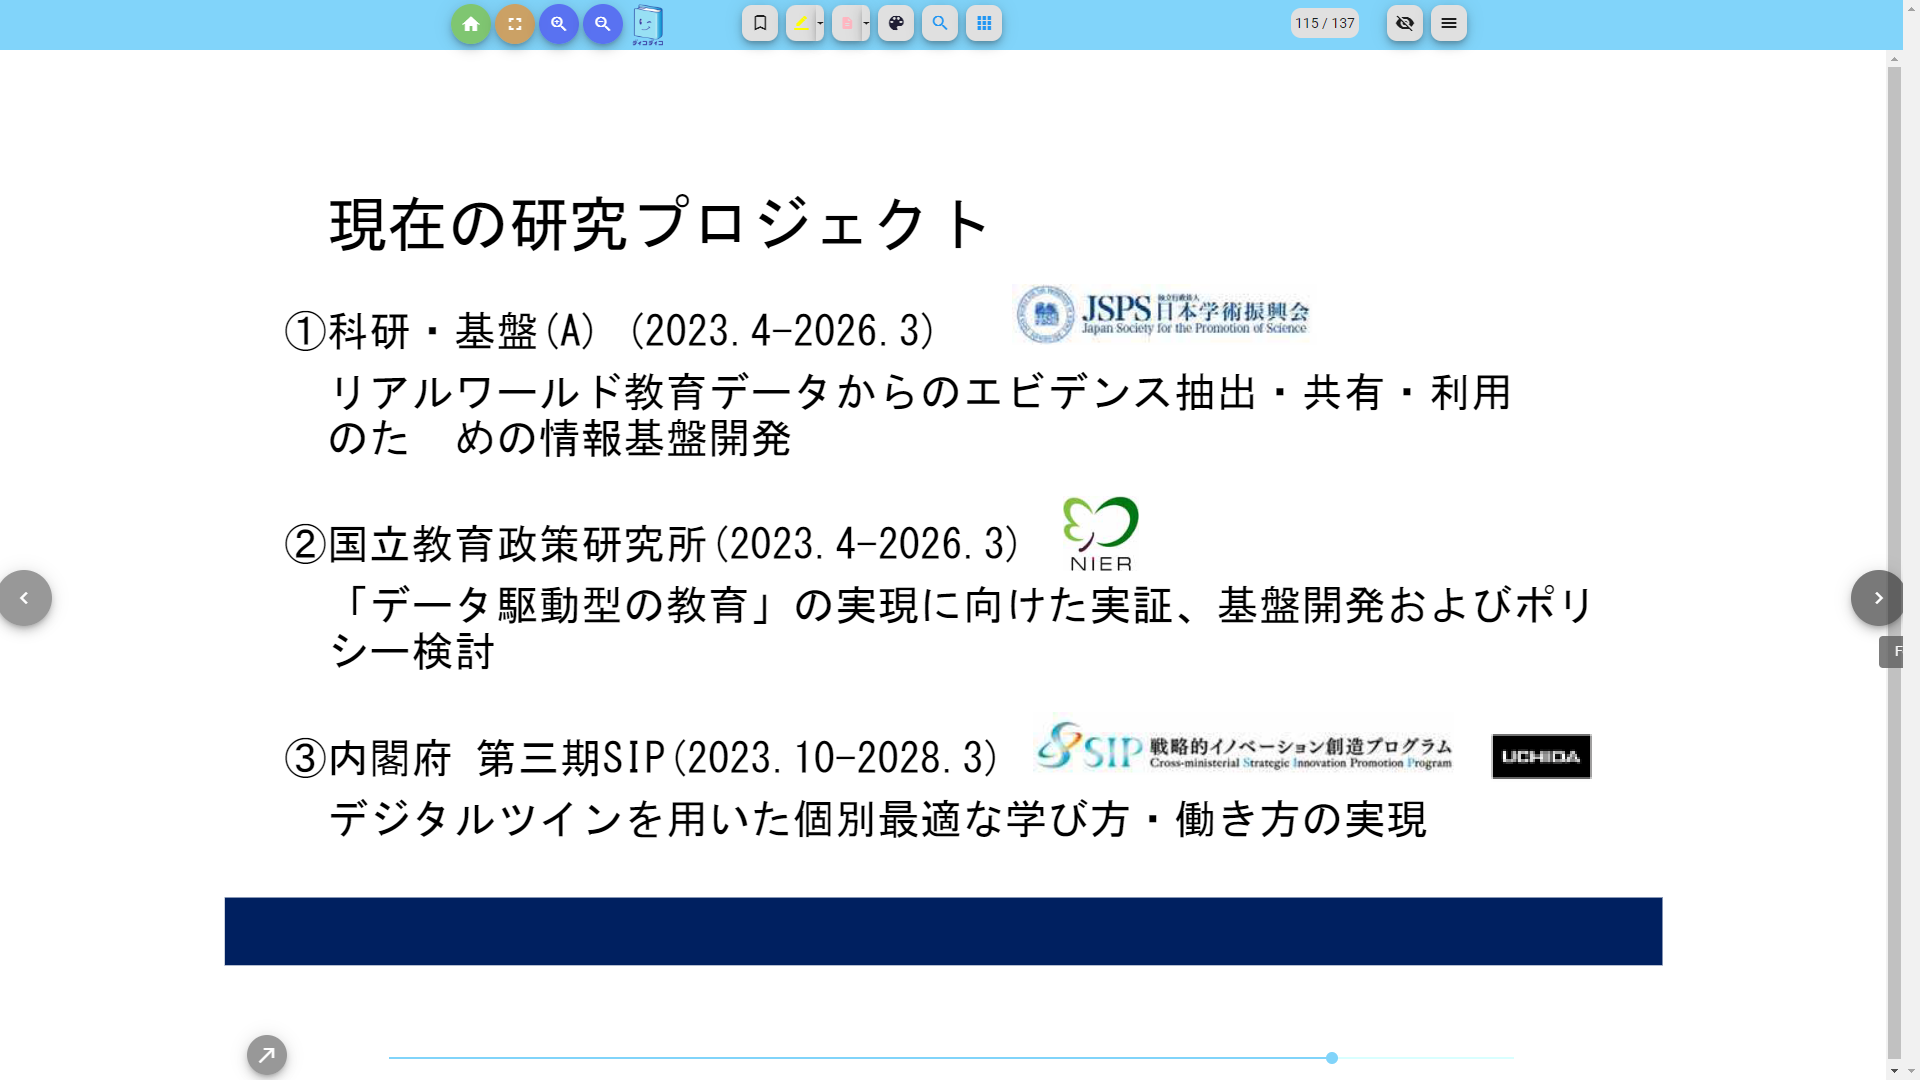 ダィコダィコ
115 / 137
現在の研究プロジェクト
①科研・基盤(A) (2023.4-2026.3)
JSPS 独立行政法人 日本学術振興会
Japan Society for the Promotion of Science
リアルワールド教育データからのエビデンス抽出・共有・利用
のた　めの情報基盤開発
②国立教育政策研究所(2023.4-2026.3)
NIER
「データ駆動型の教育」の実現に向けた実証、基盤開発およびポリ
シー検討
③内閣府 第三期SIP(2023.10-2028.3)
SIP 戦略的イノベーション創造プログラム
Cross-ministerial Strategic Innovation Promotion Program
UCHIDA
デジタルツインを用いた個別最適な学び方・働き方の実現